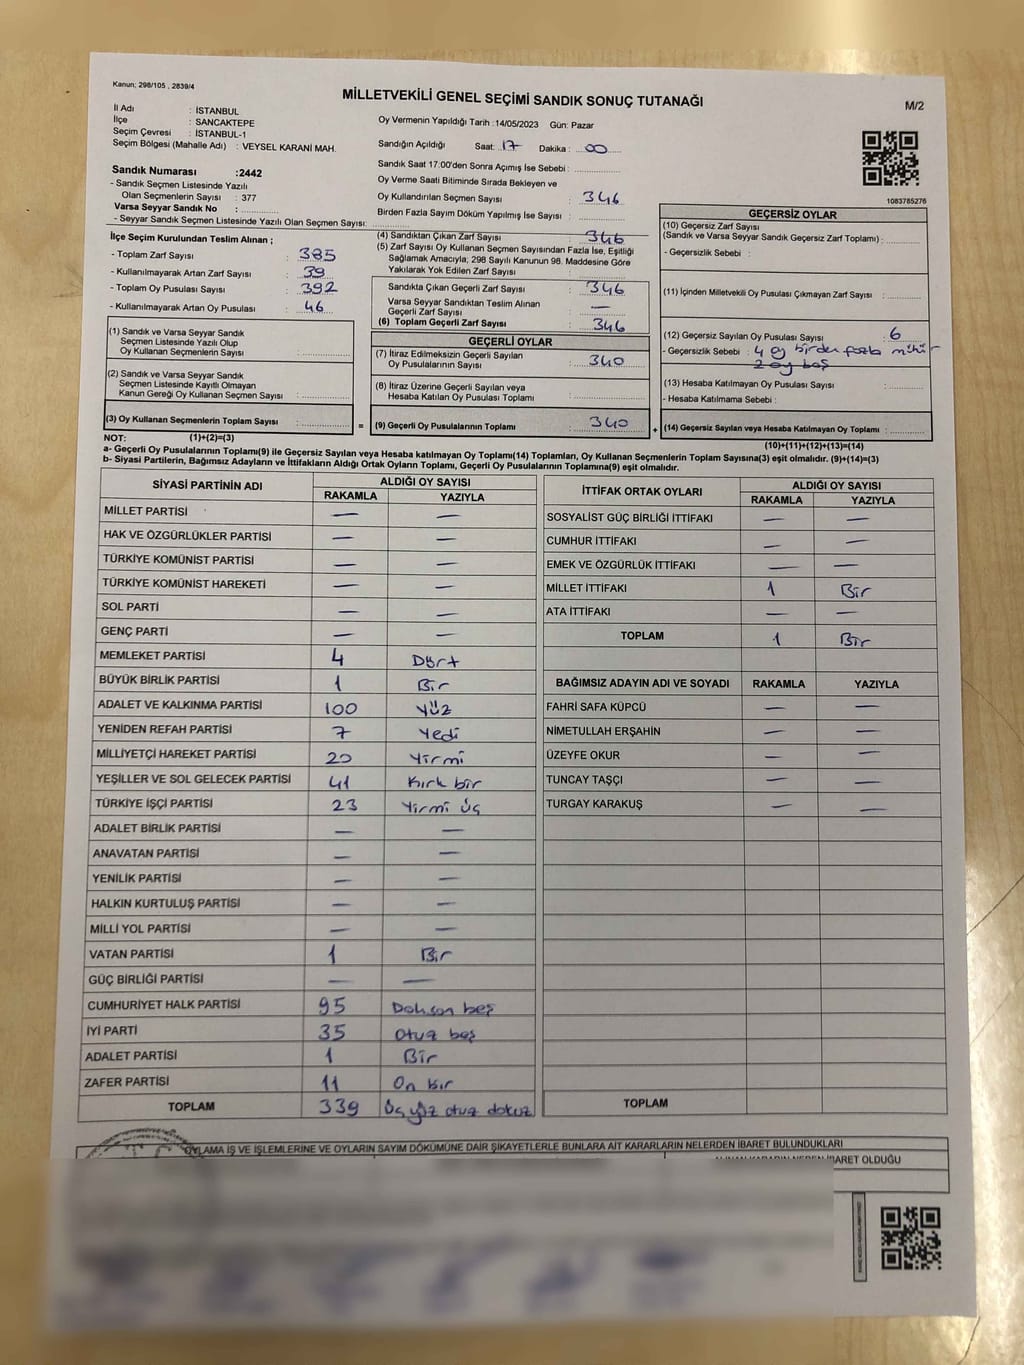 Kanun: 298/105 , 2839/4
MİLLETVEKİLİ GENEL SEÇİMİ SANDIK SONUÇ TUTANAĞI
M/2
İl Adı : İSTANBUL
İlçe : SANCAKTEPE
Seçim Çevresi : İSTANBUL-1
Seçim Bölgesi (Mahalle Adı) : VEYSEL KARANİ MAH.
Sandık Numarası :2442
- Sandık Seçmen Listesinde Yazılı
Olan Seçmenlerin Sayısı : 377
Varsa Seyyar Sandık No :
- Seyyar Sandık Seçmen Listesinde Yazılı Olan Seçmen Sayısı:
İlçe Seçim Kurulundan Teslim Alınan ;
- Toplam Zarf Sayısı : 385
- Kullanılmayarak Artan Zarf Sayısı : 39
- Toplam Oy Pusulası Sayısı : 392
- Kullanılmayarak Artan Oy Pusulası : 46
(1) Sandık ve Varsa Seyyar Sandık
Seçmen Listesinde Yazılı Olup
Oy Kullanan Seçmenlerin Sayısı :
(2) Sandık ve Varsa Seyyar Sandık
Seçmen Listesinde Kayıtlı Olmayan
Kanun Gereği Oy Kullanan Seçmen Sayısı :
(3) Oy Kullanan Seçmenlerin Toplam Sayısı :
Oy Vermenin Yapıldığı Tarih :14/05/2023 Gün: Pazar
Sandığın Açıldığı Saat: 17 Dakika : 00
Sandık Saat 17:00'den Sonra Açımış İse Sebebi :
Oy Verme Saati Bitiminde Sırada Bekleyen ve
Oy Kullandırılan Seçmen Sayısı : 346
Birden Fazla Sayım Döküm Yapılmış İse Sayısı :
(4) Sandıktan Çıkan Zarf Sayısı : 346
(5) Zarf Sayısı Oy Kullanan Seçmen Sayısından Fazla İse, Eşitliği
Sağlamak Amacıyla; 298 Sayılı Kanunun 98. Maddesine Göre
Yakılarak Yok Edilen Zarf Sayısı :
Sandıkta Çıkan Geçerli Zarf Sayısı : 346
Varsa Seyyar Sandıktan Teslim Alınan
Geçerli Zarf Sayısı : —
(6) Toplam Geçerli Zarf Sayısı : 346
GEÇERLİ OYLAR
(7) İtiraz Edilmeksizin Geçerli Sayılan
Oy Pusulalarının Sayısı : 340
(8) İtiraz Üzerine Geçerli Sayılan veya
Hesaba Katılan Oy Pusulası Toplamı :
= (9) Geçerli Oy Pusulalarının Toplamı : 340 +
1083785276
GEÇERSİZ OYLAR
(10) Geçersiz Zarf Sayısı
(Sandık ve Varsa Seyyar Sandık Geçersiz Zarf Toplamı) :
- Geçersizlik Sebebi :
(11) İçinden Milletvekili Oy Pusulası Çıkmayan Zarf Sayısı :
(12) Geçersiz Sayılan Oy Pusulası Sayısı : 6
- Geçersizlik Sebebi : 4 oy birden fazla mühür
2 oy boş
(13) Hesaba Katılmayan Oy Pusulası Sayısı :
- Hesaba Katılmama Sebebi :
(14) Geçersiz Sayılan veya Hesaba Katılmayan Oy Toplamı :
NOT: (1)+(2)=(3) (10)+(11)+(12)+(13)=(14)
a- Geçerli Oy Pusulalarının Toplamı(9) ile Geçersiz Sayılan veya Hesaba katılmayan Oy Toplamı(14) Toplamları, Oy Kullanan Seçmenlerin Toplam Sayısına(3) eşit olmalıdır. (9)+(14)=(3)
b- Siyasi Partilerin, Bağımsız Adayların ve İttifakların Aldığı Ortak Oyların Toplamı, Geçerli Oy Pusulalarının Toplamına(9) eşit olmalıdır.
SİYASİ PARTİNİN ADI ALDIĞI OY SAYISI
RAKAMLA YAZIYLA
MİLLET PARTİSİ — —
HAK VE ÖZGÜRLÜKLER PARTİSİ — —
TÜRKİYE KOMÜNİST PARTİSİ — —
TÜRKİYE KOMÜNİST HAREKETİ — —
SOL PARTİ — —
GENÇ PARTİ — —
MEMLEKET PARTİSİ 4 Dört
BÜYÜK BİRLİK PARTİSİ 1 Bir
ADALET VE KALKINMA PARTİSİ 100 Yüz
YENİDEN REFAH PARTİSİ 7 Yedi
MİLLİYETÇİ HAREKET PARTİSİ 20 Yirmi
YEŞİLLER VE SOL GELECEK PARTİSİ 41 Kırk bir
TÜRKİYE İŞÇİ PARTİSİ 23 Yirmi üç
ADALET BİRLİK PARTİSİ — —
ANAVATAN PARTİSİ — —
YENİLİK PARTİSİ — —
HALKIN KURTULUŞ PARTİSİ — —
MİLLİ YOL PARTİSİ — —
VATAN PARTİSİ 1 Bir
GÜÇ BİRLİĞİ PARTİSİ — —
CUMHURİYET HALK PARTİSİ 95 Doksan beş
İYİ PARTİ 35 Otuz beş
ADALET PARTİSİ 1 Bir
ZAFER PARTİSİ 11 On bir
TOPLAM 339 Üç yüz otuz dokuz
İTTİFAK ORTAK OYLARI ALDIĞI OY SAYISI
RAKAMLA YAZIYLA
SOSYALİST GÜÇ BİRLİĞİ İTTİFAKI — —
CUMHUR İTTİFAKI — —
EMEK VE ÖZGÜRLÜK İTTİFAKI — —
MİLLET İTTİFAKI 1 Bir
ATA İTTİFAKI — —
TOPLAM 1 Bir
BAĞIMSIZ ADAYIN ADI VE SOYADI RAKAMLA YAZIYLA
FAHRİ SAFA KÜPCÜ — —
NİMETULLAH ERŞAHİN — —
ÜZEYFE OKUR — —
TUNCAY TAŞÇI — —
TURGAY KARAKUŞ — —
TOPLAM
OYLAMA İŞ VE İŞLEMLERİNE VE OYLARIN SAYIM DÖKÜMÜNE DAİR ŞİKAYETLERLE BUNLARA AİT KARARLARIN NELERDEN İBARET BULUNDUKLARI
ALINAN KARARIN NEDEN İBARET OLDUĞU